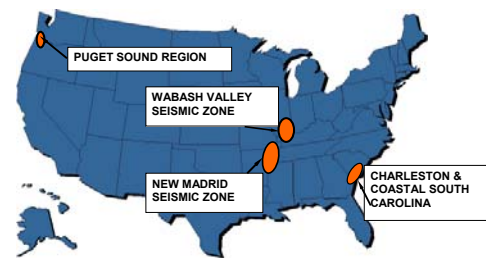 PUGET SOUND REGION
WABASH VALLEY
SEISMIC ZONE
NEW MADRID
SEISMIC ZONE
CHARLESTON &
COASTAL SOUTH
CAROLINA